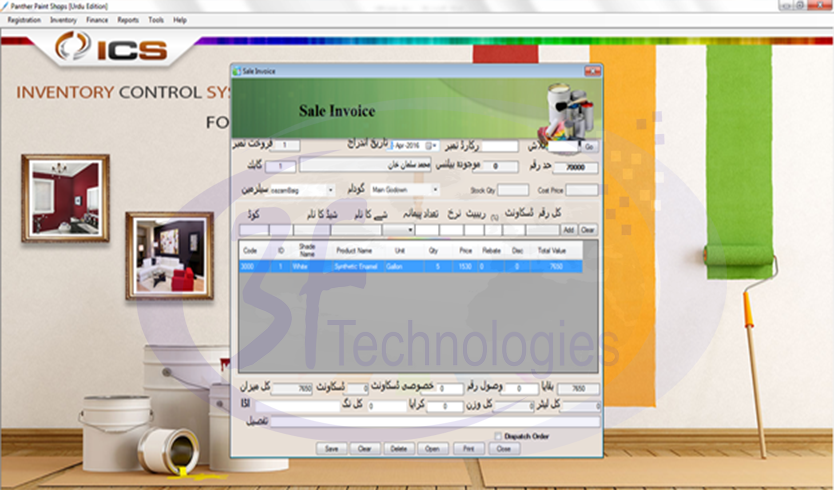 Panther Paint Shops [Urdu Edition]
Registration Inventory Finance Reports Tools Help
ICS
INVENTORY CONTROL SY
FO
Sale Invoice
Sale Invoice
فروخت نمبر 1 تاریخ اندراج Apr-2016 ریکارڈ نمبر تلاش Go
گاہک 1 محمد سلمان خان موجودہ بیلنس 0 حد رقم 70000
سیلزمین گودام Main Godown Stock Qty Cost Price
کوڈ شیڈ کا نام شے کا نام پیمانہ تعداد نرخ ریبیٹ (%) ڈسکاونٹ کل رقم
Add Clear
Code ID Shade Name Product Name Unit Qty Price Rebate Disc Total Value
3000 1 White Synthetic Enamel Gallon 5 1530 0 0 7650
3F Technologies
کل میزان 7650 ڈسکاونٹ 0 خصوصی ڈسکاونٹ 0 وصول رقم 0 بقایا 7650
اڈا کل نگ 0 کرایا 0 کل وزن 0 کل لیٹر 0
تفصیل
Dispatch Order
Save Clear Delete Open Print Close